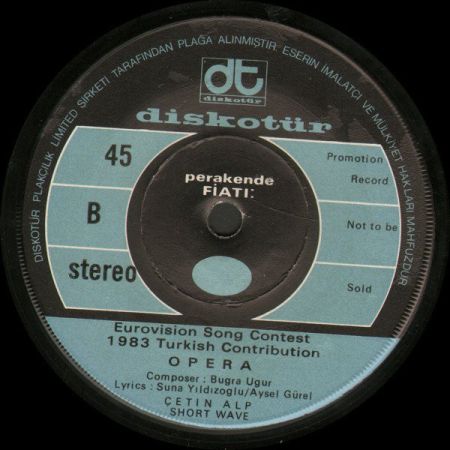 DİSKOTÜR PLAKÇILIK LİMİTED ŞİRKETİ TARAFINDAN PLAĞA ALINMIŞTIR ESERİN İMALATÇI VE MÜLKİYET HAKLARI MAHFUZDUR
dt
diskotür
diskotür
45
perakende
FİATI:
Promotion
Record
B
Not to be
stereo
Sold
Eurovision Song Contest
1983 Turkish Contribution
OPERA
Composer : Bugra Ugur
Lyrics : Suna Yıldızoglu/Aysel Gürel
ÇETIN ALP
SHORT WAVE